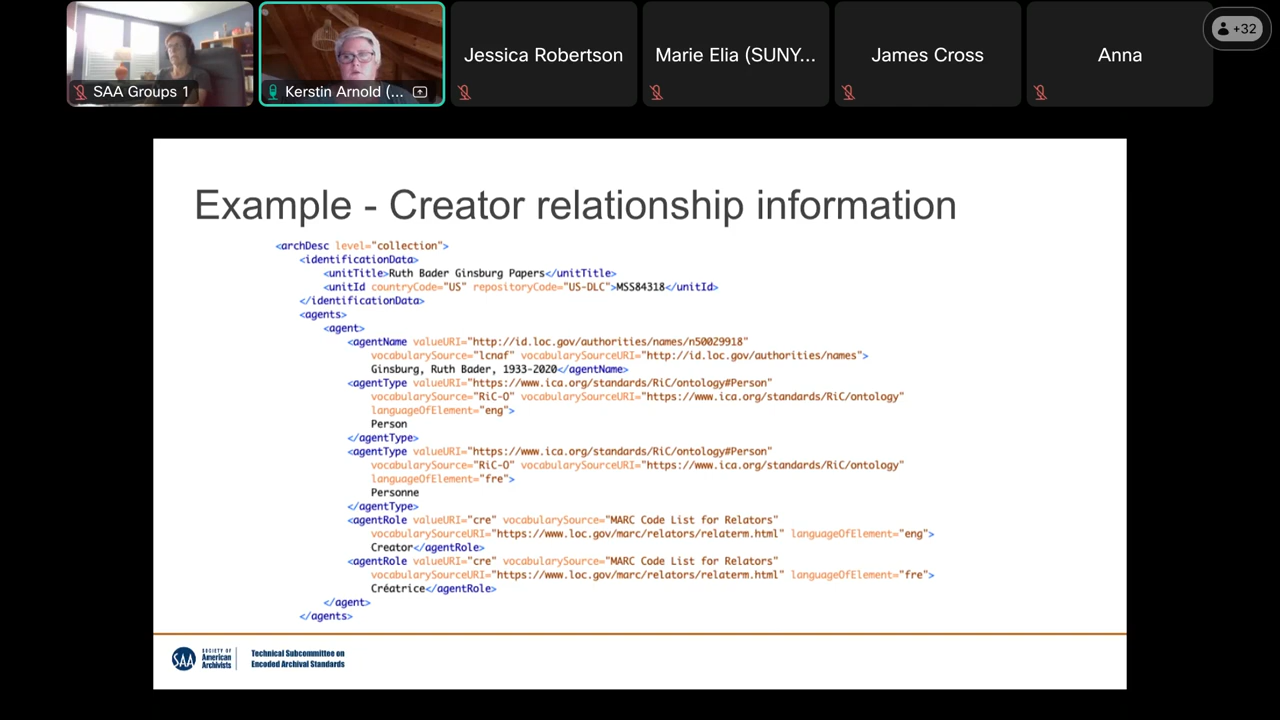 SAA Groups 1
Kerstin Arnold (...
Jessica Robertson
Marie Elia (SUNY...
James Cross
Anna
+32
Example - Creator relationship information
<archDesc level="collection">
<identificationData>
<unitTitle>Ruth Bader Ginsburg Papers</unitTitle>
<unitId countryCode="US" repositoryCode="US-DLC">MSS84318</unitId>
</identificationData>
<agents>
<agent>
<agentName valueURI="http://id.loc.gov/authorities/names/n50029918"
vocabularySource="lcnaf" vocabularySourceURI="http://id.loc.gov/authorities/names">
Ginsburg, Ruth Bader, 1933-2020</agentName>
<agentType valueURI="https://www.ica.org/standards/RiC/ontology#Person"
vocabularySource="RiC-O" vocabularySourceURI="https://www.ica.org/standards/RiC/ontology"
languageOfElement="eng">
Person
</agentType>
<agentType valueURI="https://www.ica.org/standards/RiC/ontology#Person"
vocabularySource="RiC-O" vocabularySourceURI="https://www.ica.org/standards/RiC/ontology"
languageOfElement="fre">
Personne
</agentType>
<agentRole valueURI="cre" vocabularySource="MARC Code List for Relators"
vocabularySourceURI="https://www.loc.gov/marc/relators/relaterm.html" languageOfElement="eng">
Creator</agentRole>
<agentRole valueURI="cre" vocabularySource="MARC Code List for Relators"
vocabularySourceURI="https://www.loc.gov/marc/relators/relaterm.html" languageOfElement="fre">
Créatrice</agentRole>
</agent>
</agents>
SAA
SOCIETY OF
American
Archivists
Technical Subcommittee on
Encoded Archival Standards